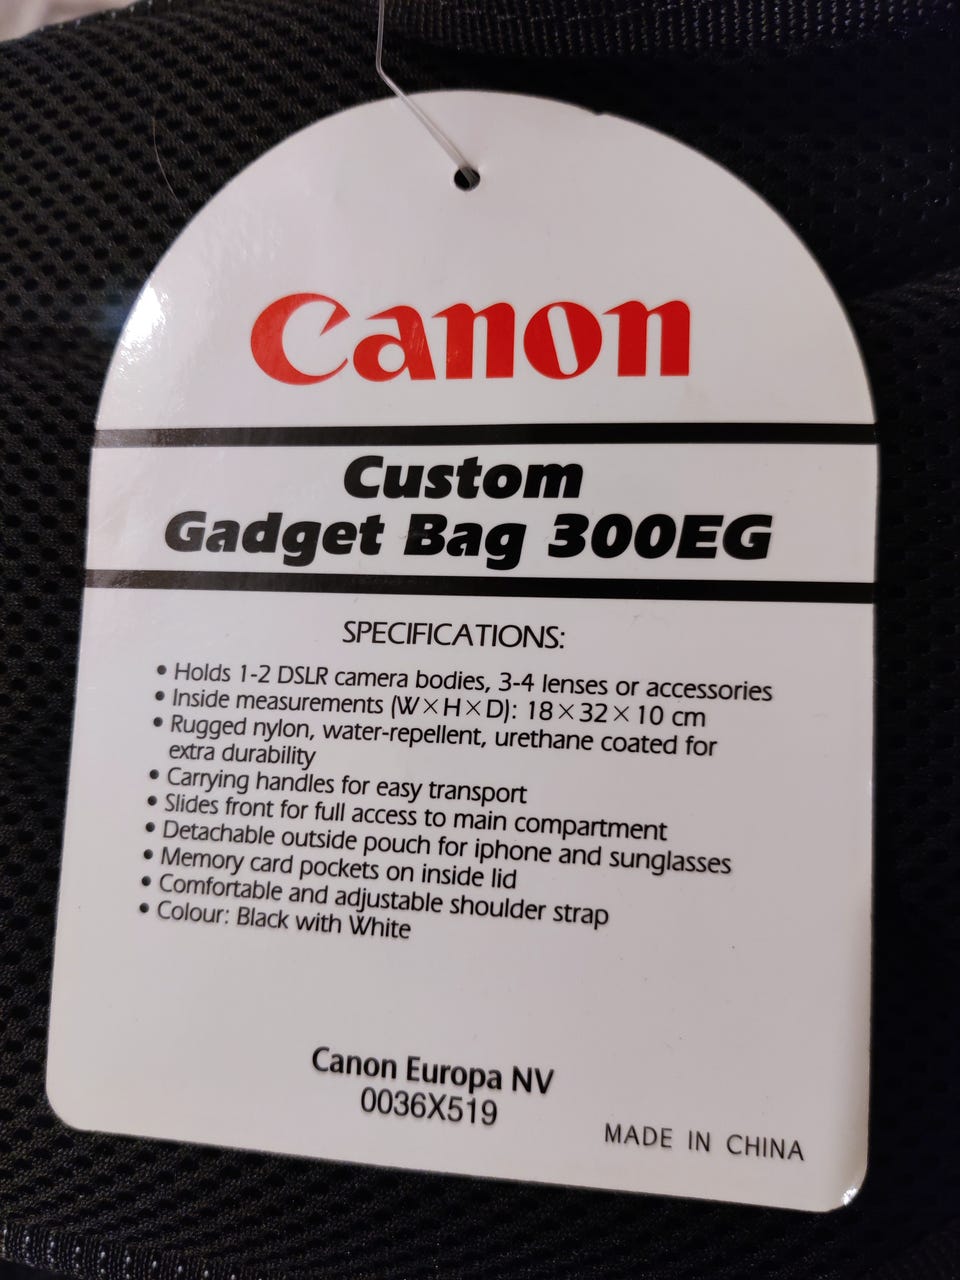 Canon
Custom
Gadget Bag 300EG
SPECIFICATIONS:
• Holds 1-2 DSLR camera bodies, 3-4 lenses or accessories
• Inside measurements (W×H×D): 18×32×10 cm
• Rugged nylon, water-repellent, urethane coated for
extra durability
• Carrying handles for easy transport
• Slides front for full access to main compartment
• Detachable outside pouch for iphone and sunglasses
• Memory card pockets on inside lid
• Comfortable and adjustable shoulder strap
• Colour: Black with White
Canon Europa NV
0036X519
MADE IN CHINA